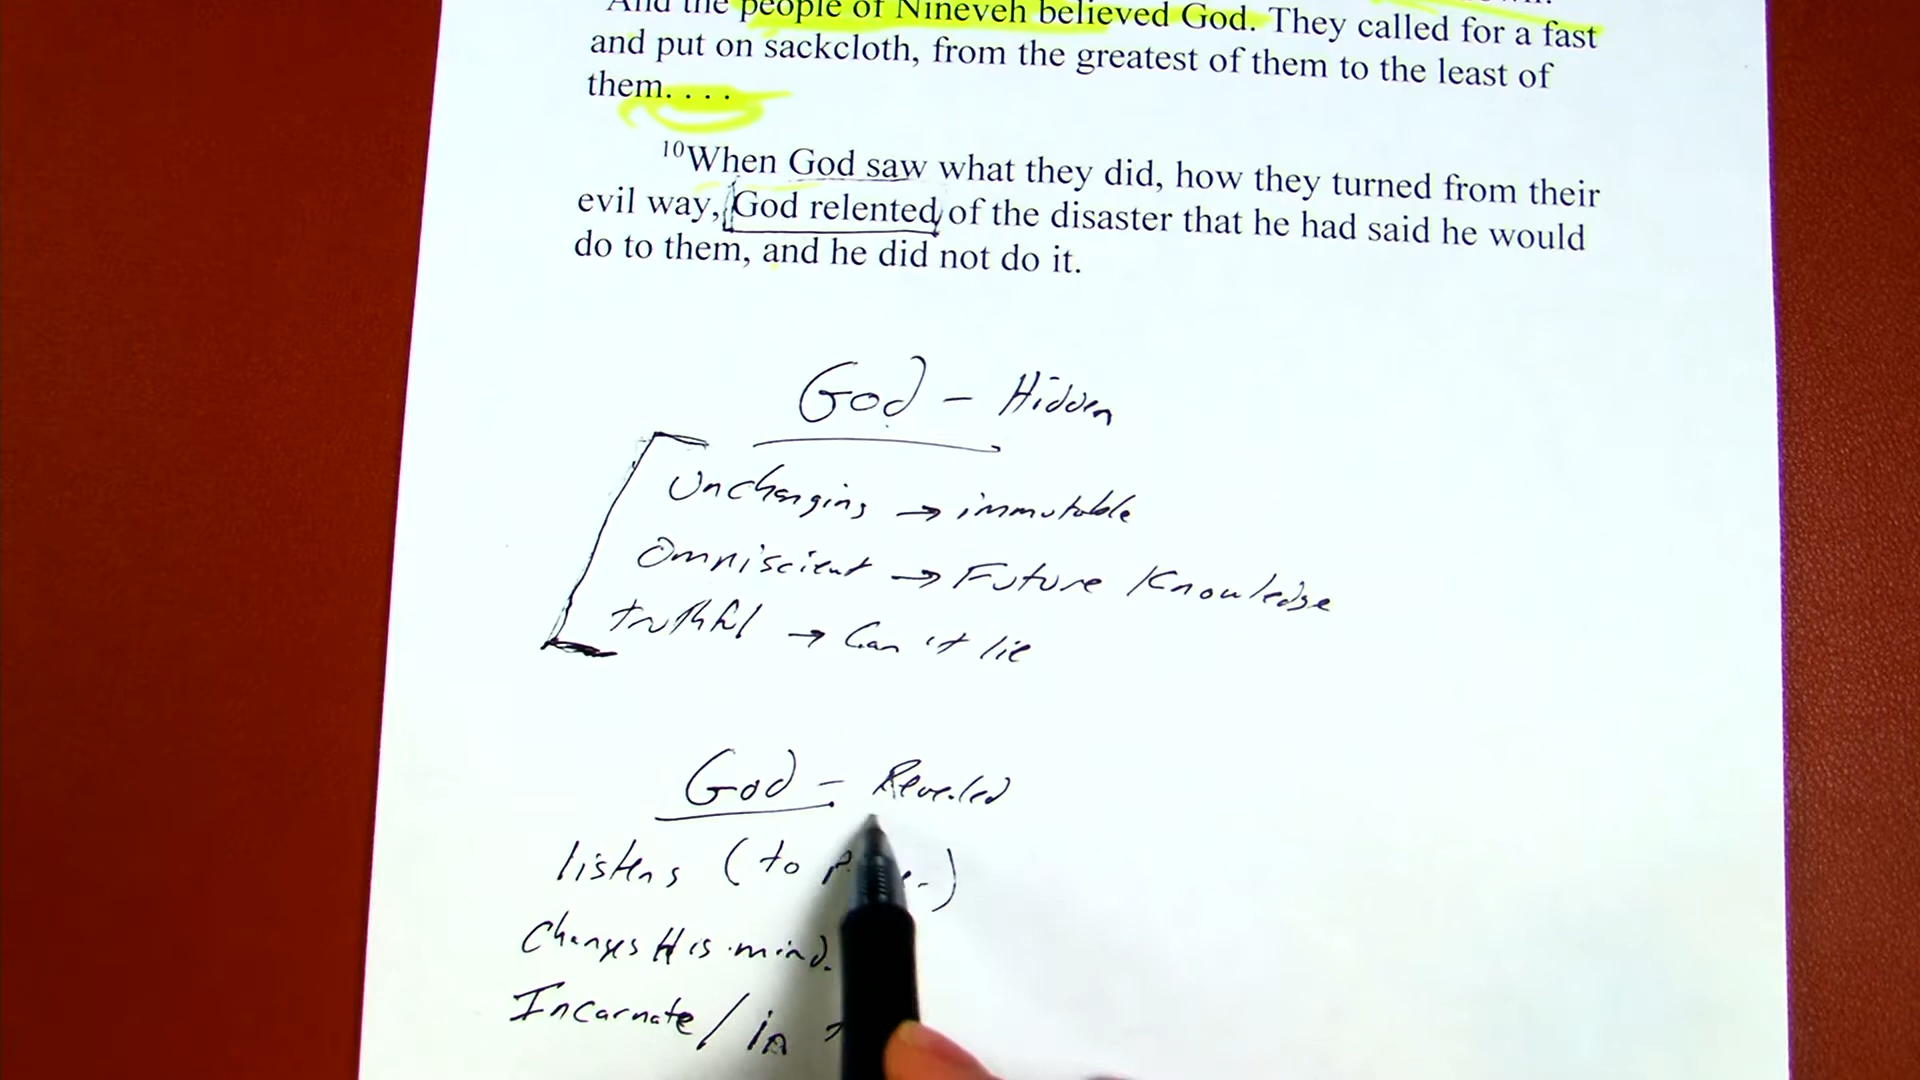 And the people of Nineveh believed God. They called for a fast
and put on sackcloth, from the greatest of them to the least of
them. . . .
10When God saw what they did, how they turned from their
evil way, God relented of the disaster that he had said he would
do to them, and he did not do it.
God - Hidden
Unchanging → immutable
Omniscient → Future Knowledge
truthful → Can't lie
God - Revealed
listens (to
Changes His mind.
Incarnate / in